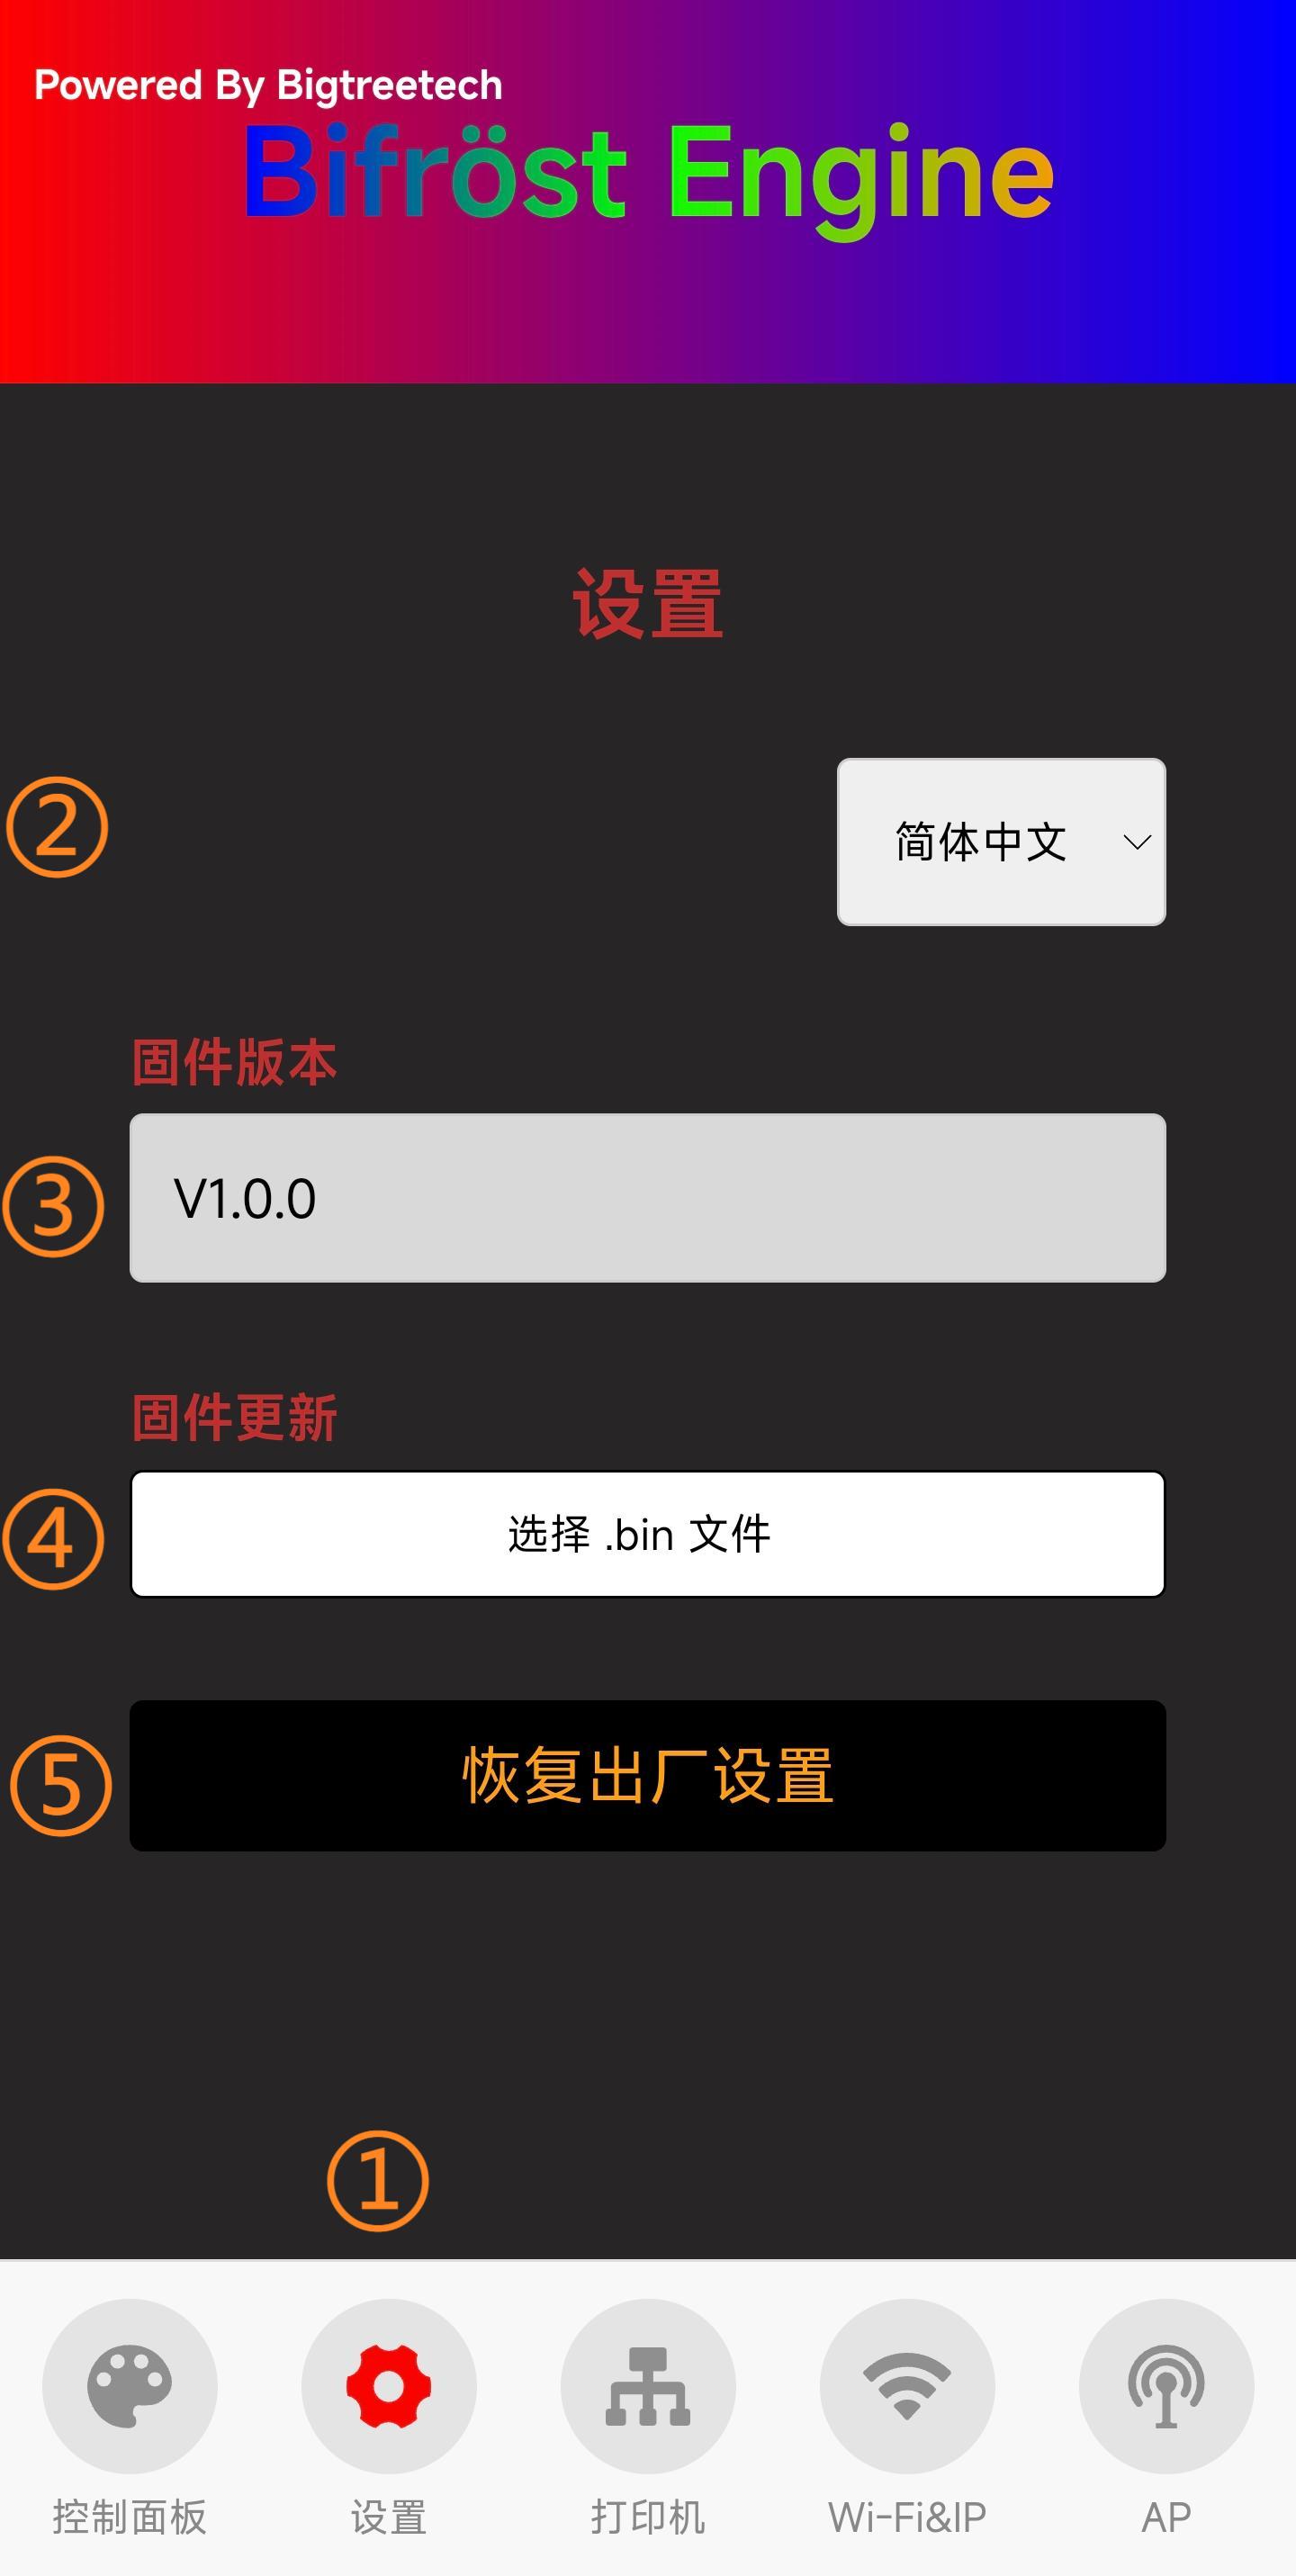 Powered By Bigtreetech
Bifröst Engine
设置
②
简体中文
固件版本
③
V1.0.0
固件更新
④
选择 .bin 文件
⑤
恢复出厂设置
①
控制面板
设置
打印机
Wi-Fi&IP
AP